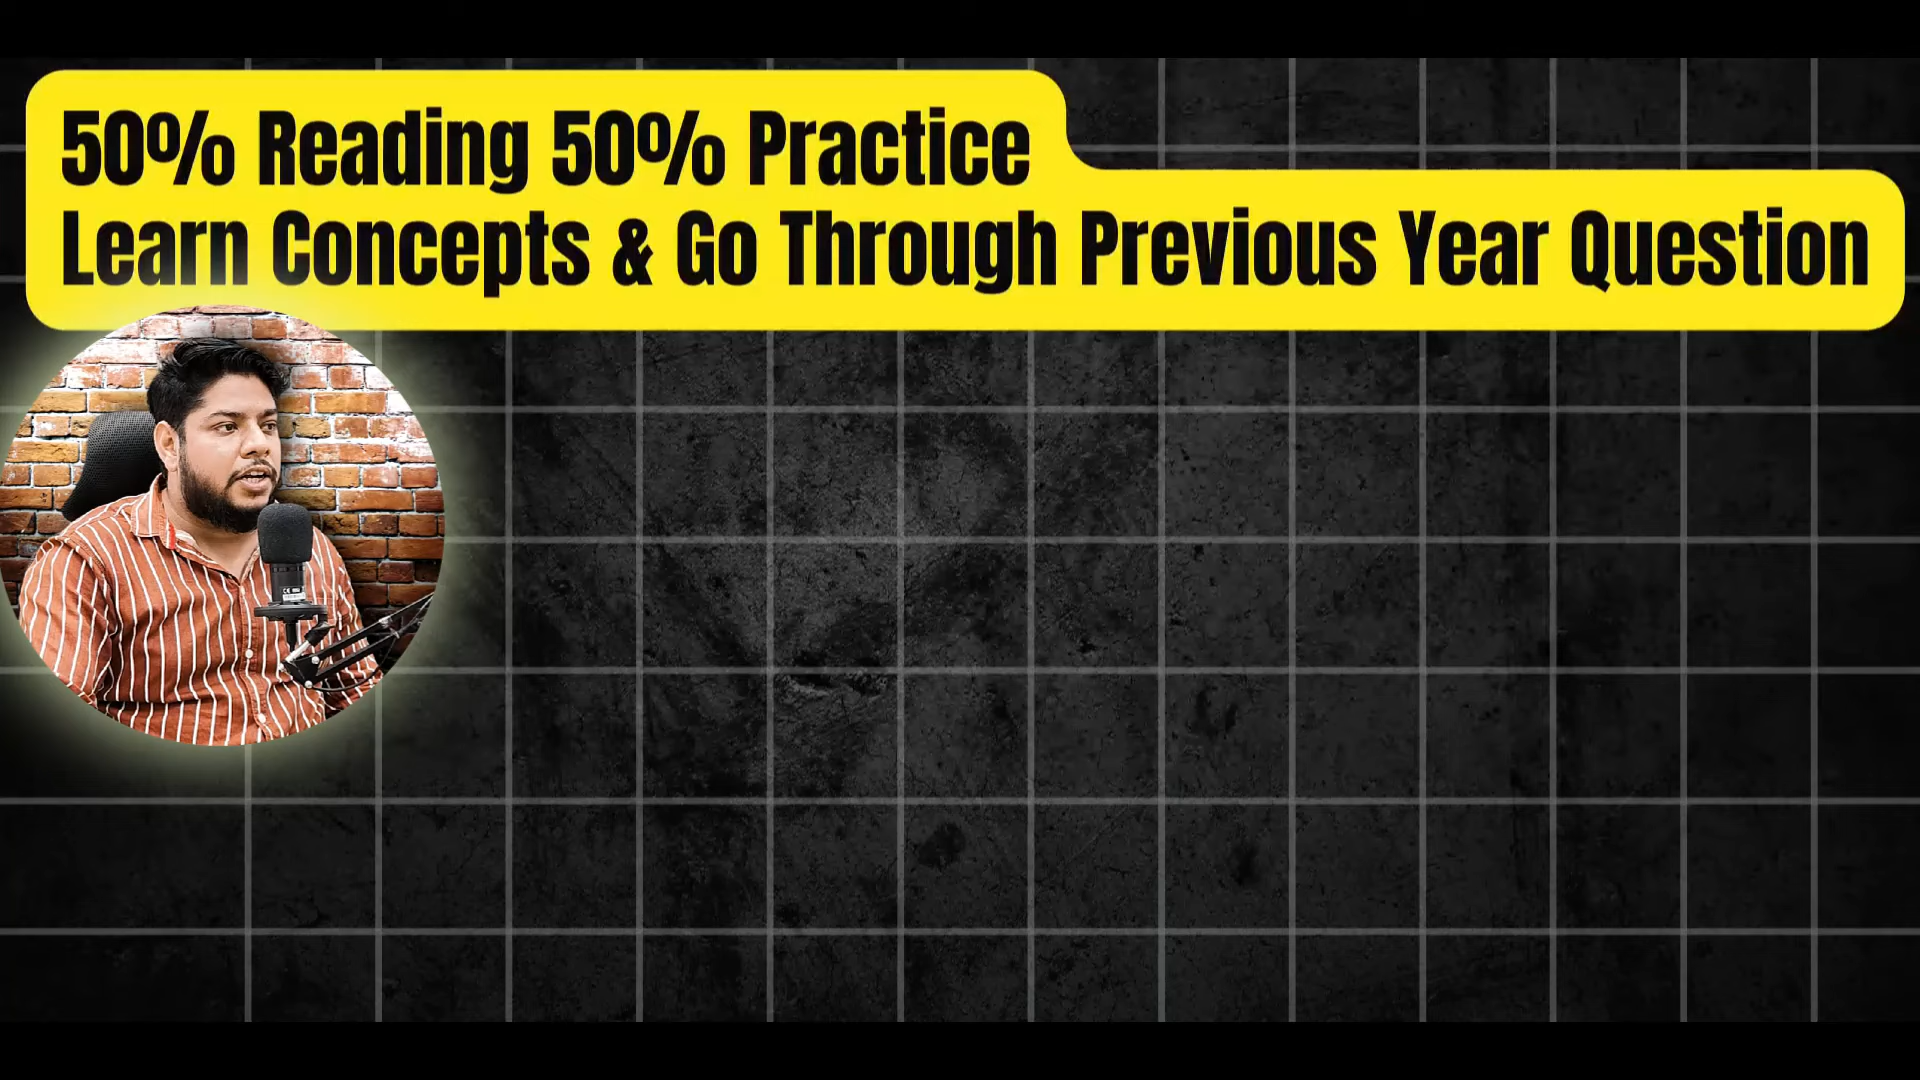 50% Reading 50% Practice
Learn Concepts & Go Through Previous Year Question